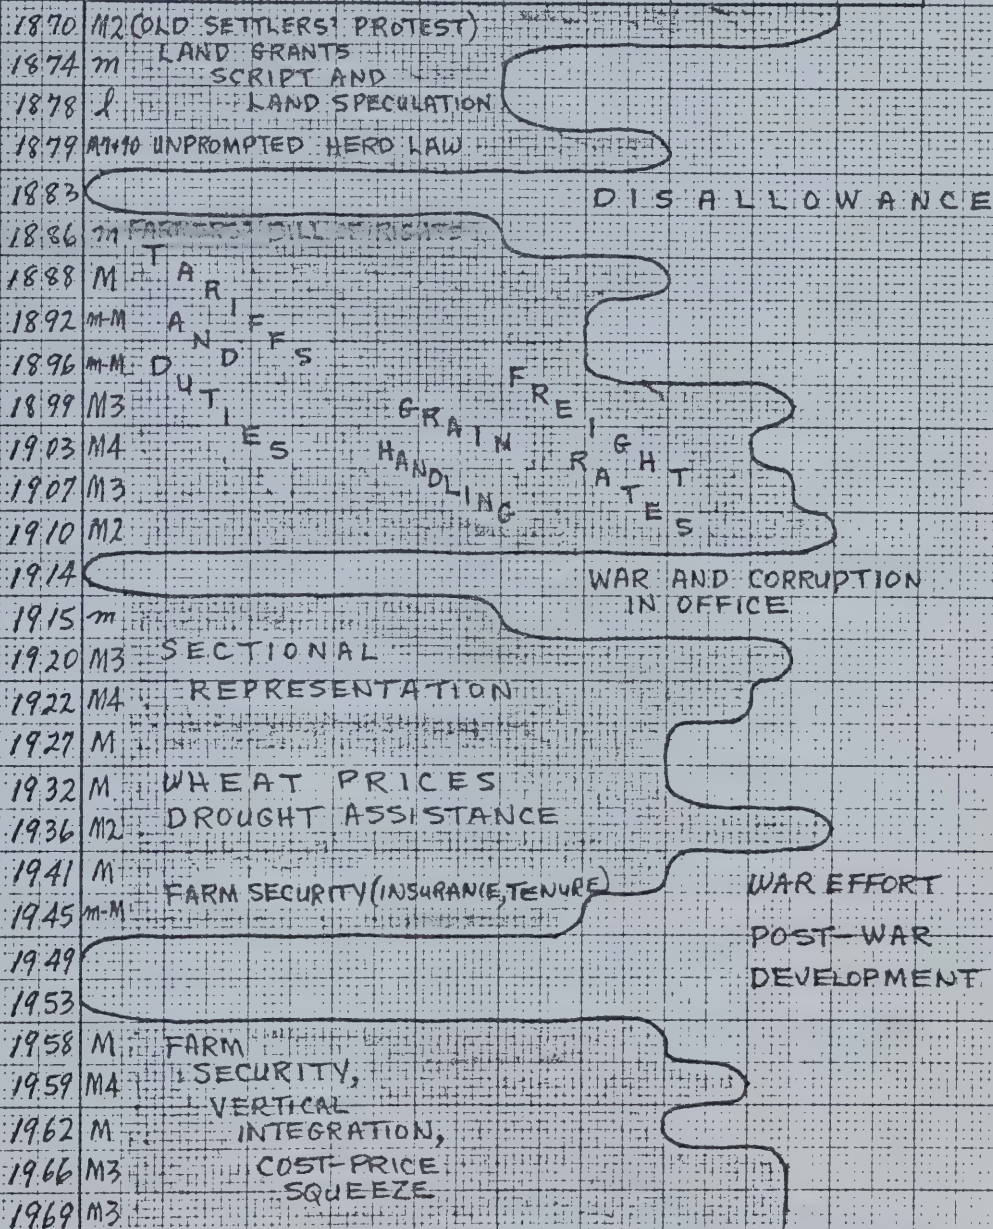 1870 M2 (OLD SETTLERS' PROTEST)
LAND GRANTS
1874 m
SCRIPT AND
1878 l LAND SPECULATION
1879 UNPROMPTED HERD LAW
1883 DISALLOWANCE
1886 m FARMERS' BILL OF RIGHTS
1888 M
1892 m-M
1896 m-M
TARIFFS
AND
DUTIES
1899 M3
1903 M4
1907 M3
GRAIN
HANDLING
FREIGHT
RATES
1910 M2
1914 WAR AND CORRUPTION
IN OFFICE
1915 m
1920 M3 SECTIONAL
1922 M4 REPRESENTATION
1927 M
1932 M WHEAT PRICES
1936 M2 DROUGHT ASSISTANCE
1941 M WAR EFFORT
FARM SECURITY (INSURANCE, TENURE)
1945 m-M
POST-WAR
1949
DEVELOPMENT
1953
1958 M FARM
1959 M4 SECURITY,
VERTICAL
1962 M INTEGRATION,
1966 M3 COST-PRICE
SQUEEZE
1969 M3